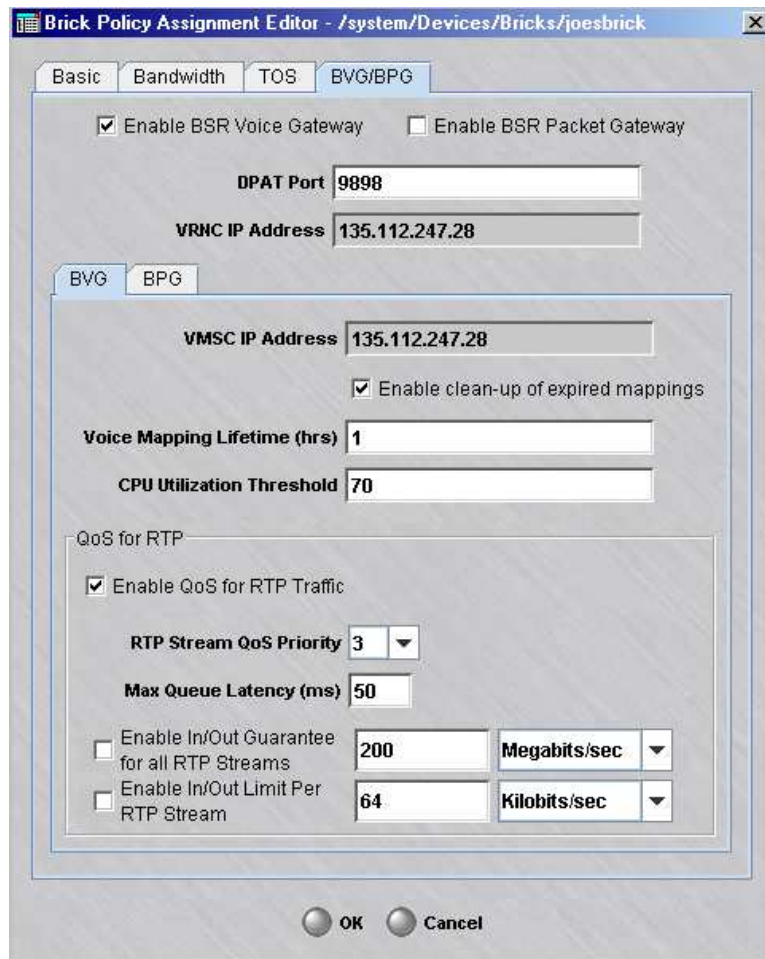 Brick Policy Assignment Editor - /system/Devices/Bricks/joesbrick
Basic Bandwidth TOS BVG/BPG
Enable BSR Voice Gateway Enable BSR Packet Gateway
DPAT Port 9898
VRNC IP Address 135.112.247.28
BVG BPG
VMSC IP Address 135.112.247.28
Enable clean-up of expired mappings
Voice Mapping Lifetime (hrs) 1
CPU Utilization Threshold 70
QoS for RTP
Enable QoS for RTP Traffic
RTP Stream QoS Priority 3
Max Queue Latency (ms) 50
Enable In/Out Guarantee
for all RTP Streams 200 Megabits/sec
Enable In/Out Limit Per
RTP Stream 64 Kilobits/sec
OK Cancel